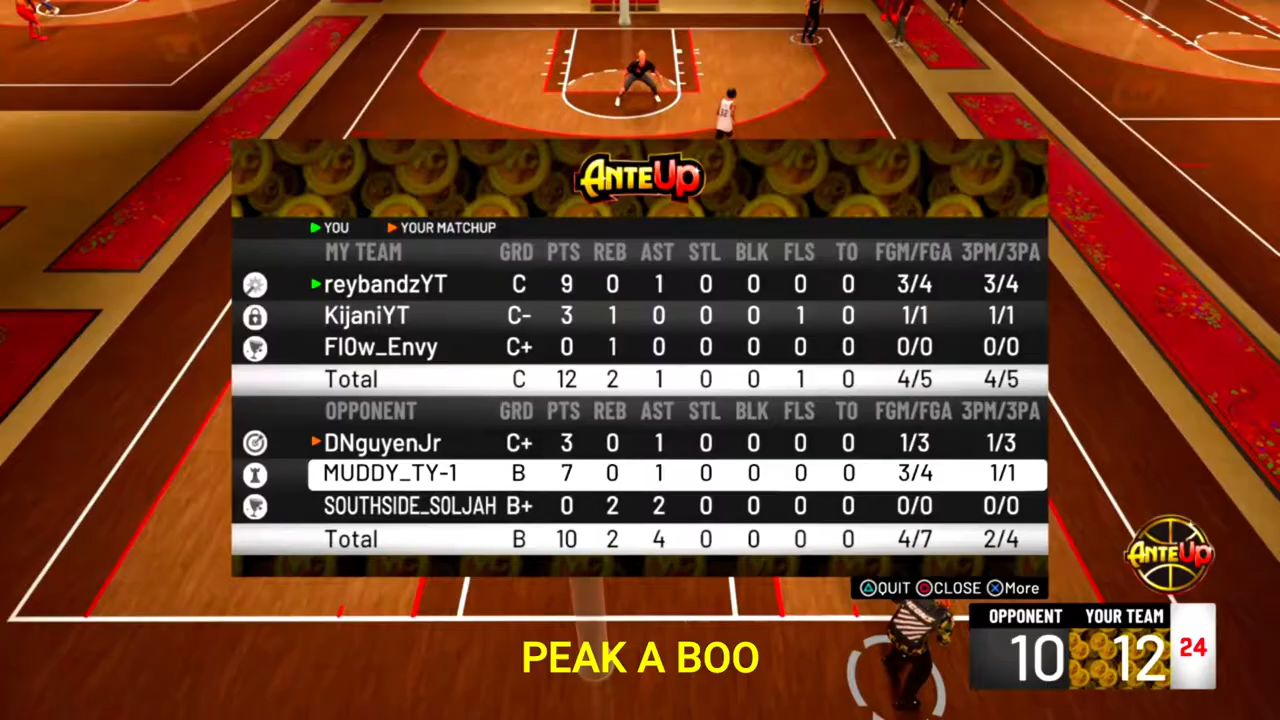 ANTEUP
YOU YOUR MATCHUP
MY TEAM GRD PTS REB AST STL BLK FLS TO FGM/FGA 3PM/3PA
reybandzYT C 9 0 1 0 0 0 0 3/4 3/4
KijaniYT C- 3 1 0 0 0 1 0 1/1 1/1
Fl0w_Envy C+ 0 1 0 0 0 0 0 0/0 0/0
Total C 12 2 1 0 0 1 0 4/5 4/5
OPPONENT GRD PTS REB AST STL BLK FLS TO FGM/FGA 3PM/3PA
DNguyenJr C+ 3 0 1 0 0 0 0 1/3 1/3
MUDDY_TY-1 B 7 0 1 0 0 0 0 3/4 1/1
SOUTHSIDE_SOLJAH B+ 0 2 2 0 0 0 0 0/0 0/0
Total B 10 2 4 0 0 0 0 4/7 2/4
ANTEUP
QUIT CLOSE More
OPPONENT YOUR TEAM
10 12 24
PEAK A BOO